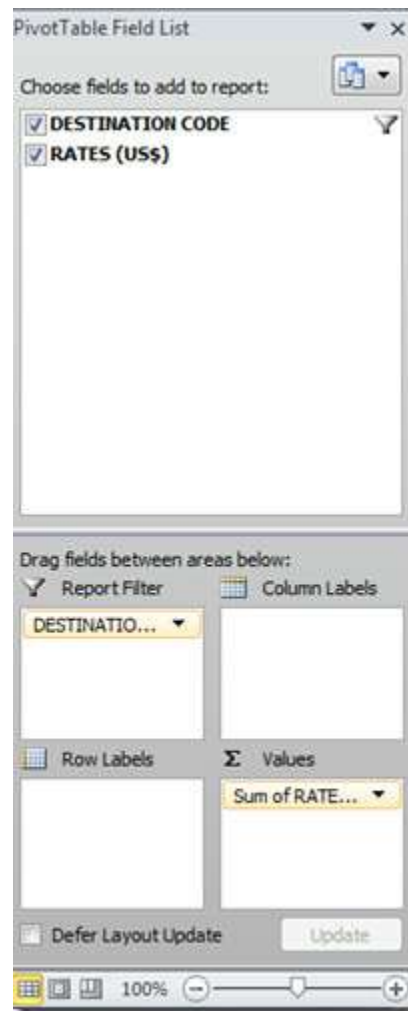 PivotTable Field List
Choose fields to add to report:
DESTINATION CODE
RATES (US$)
Drag fields between areas below:
Report Filter
Column Labels
DESTINATIO...
Row Labels
Σ Values
Sum of RATE...
Defer Layout Update
Update
100%